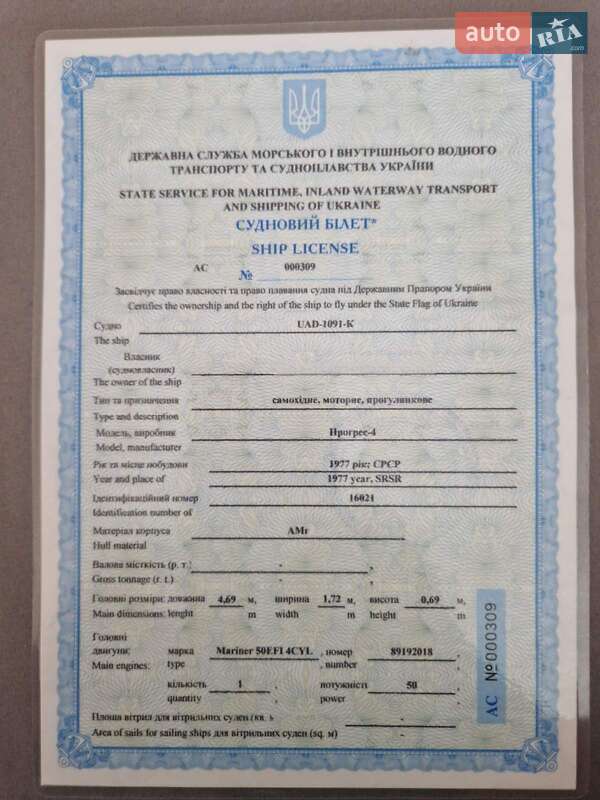 auto RIA.com
ДЕРЖАВНА СЛУЖБА МОРСЬКОГО І ВНУТРІШНЬОГО ВОДНОГО
ТРАНСПОРТУ ТА СУДНОПЛАВСТВА УКРАЇНИ
STATE SERVICE FOR MARITIME, INLAND WATERWAY TRANSPORT
AND SHIPPING OF UKRAINE
СУДНОВИЙ БІЛЕТ*
SHIP LICENSE
АС № 000309
Засвідчує право власності та право плавання судна під Державним Прапором України
Certifies the ownership and the right of the ship to fly under the State Flag of Ukraine
Судно UAD-1091-K
The ship
Власник
(судновласник)
The owner of the ship
Тип та призначення самохідне, моторне, прогулянкове
Type and description
Модель, виробник Прогрес-4
Model, manufacturer
Рік та місце побудови 1977 рік; СРСР
Year and place of 1977 year, SRSR
Ідентифікаційний номер 16021
Identification number of
Матеріал корпуса АМг
Hull material
Валова місткість (р. т.) -
Gross tonnage (r. t.) -
Головні розміри: довжина 4,69 м, ширина 1,72 м, висота 0,69 м,
Main dimensions: lenght m width m height m
Головні
двигуни: марка Mariner 50EFI 4CYL , номер 89192018 ,
Main engines: type , number ,
кількість 1 , потужність 50 ,
quantity , power ,
Площа вітрил для вітрильних суден (кв. -
Area of sails for sailing ships для вітрильних суден (sq. м) -
АС №000309